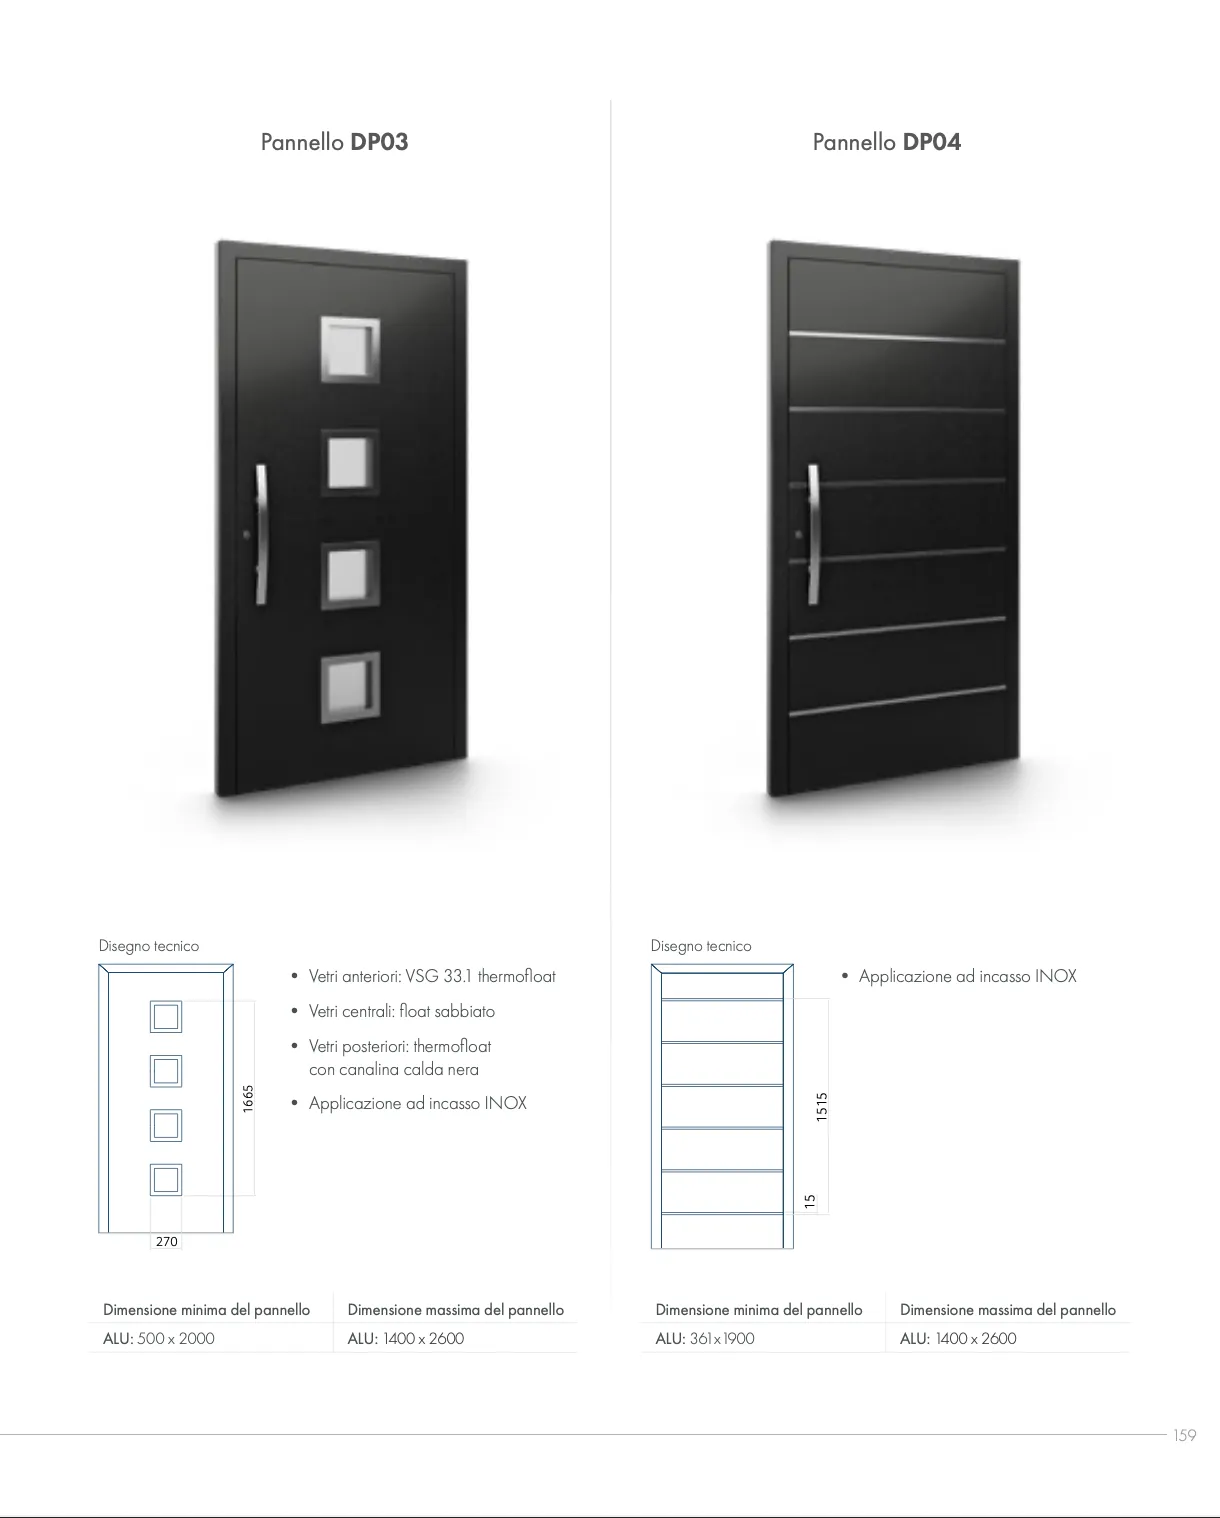 Pannello DP03
Disegno tecnico
• Vetri anteriori: VSG 33.1 thermofloat
• Vetri centrali: float sabbiato
• Vetri posteriori: thermofloat
con canalina calda nera
• Applicazione ad incasso INOX
1665
270
Dimensione minima del pannello
Dimensione massima del pannello
ALU: 500 x 2000
ALU: 1400 x 2600
Pannello DP04
Disegno tecnico
• Applicazione ad incasso INOX
1515
15
Dimensione minima del pannello
Dimensione massima del pannello
ALU: 361x1900
ALU: 1400 x 2600
159